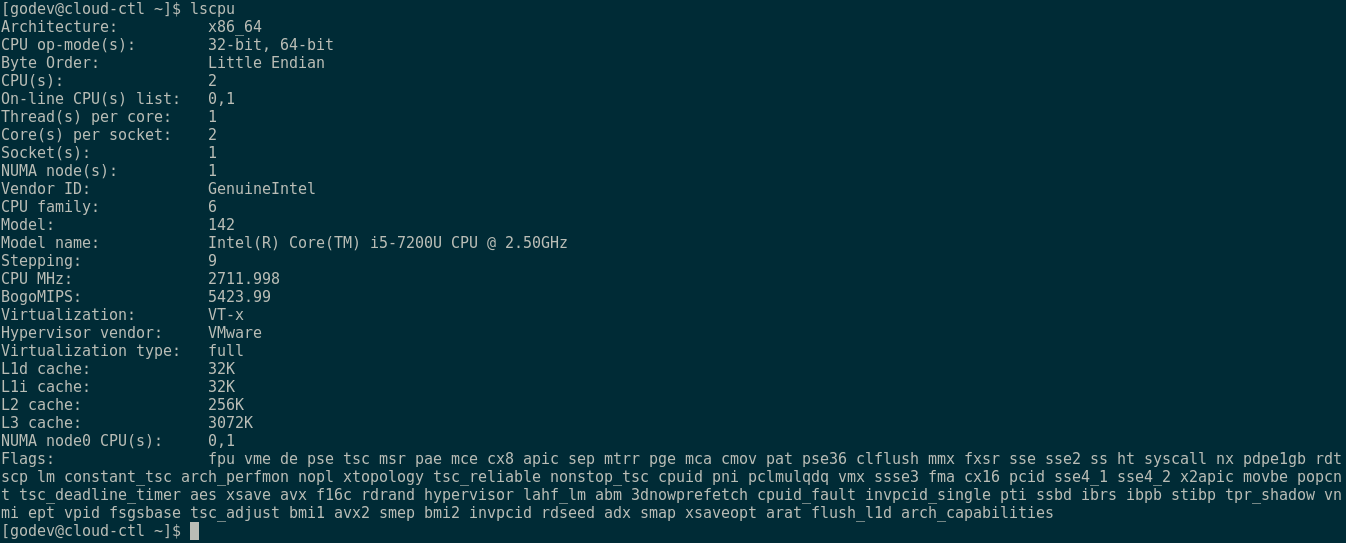 [godev@cloud-ctl ~]$ lscpu
Architecture:          x86_64
CPU op-mode(s):        32-bit, 64-bit
Byte Order:            Little Endian
CPU(s):                2
On-line CPU(s) list:   0,1
Thread(s) per core:    1
Core(s) per socket:    2
Socket(s):             1
NUMA node(s):          1
Vendor ID:             GenuineIntel
CPU family:            6
Model:                 142
Model name:            Intel(R) Core(TM) i5-7200U CPU @ 2.50GHz
Stepping:              9
CPU MHz:               2711.998
BogoMIPS:              5423.99
Virtualization:        VT-x
Hypervisor vendor:     VMware
Virtualization type:   full
L1d cache:             32K
L1i cache:             32K
L2 cache:              256K
L3 cache:              3072K
NUMA node0 CPU(s):     0,1
Flags:                 fpu vme de pse tsc msr pae mce cx8 apic sep mtrr pge mca cmov pat pse36 clflush mmx fxsr sse sse2 ss ht syscall nx pdpe1gb rdt
scp lm constant_tsc arch_perfmon nopl xtopology tsc_reliable nonstop_tsc cpuid pni pclmulqdq vmx ssse3 fma cx16 pcid sse4_1 sse4_2 x2apic movbe popcn
t tsc_deadline_timer aes xsave avx f16c rdrand hypervisor lahf_lm abm 3dnowprefetch cpuid_fault invpcid_single pti ssbd ibrs ibpb stibp tpr_shadow vn
mi ept vpid fsgsbase tsc_adjust bmi1 avx2 smep bmi2 invpcid rdseed adx smap xsaveopt arat flush_l1d arch_capabilities
[godev@cloud-ctl ~]$